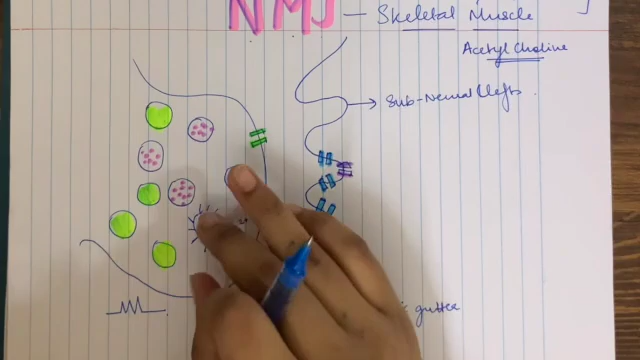 NMJ — Skeletal Muscle
Acetyl Choline
Sub-Neural Clefts.
gutter